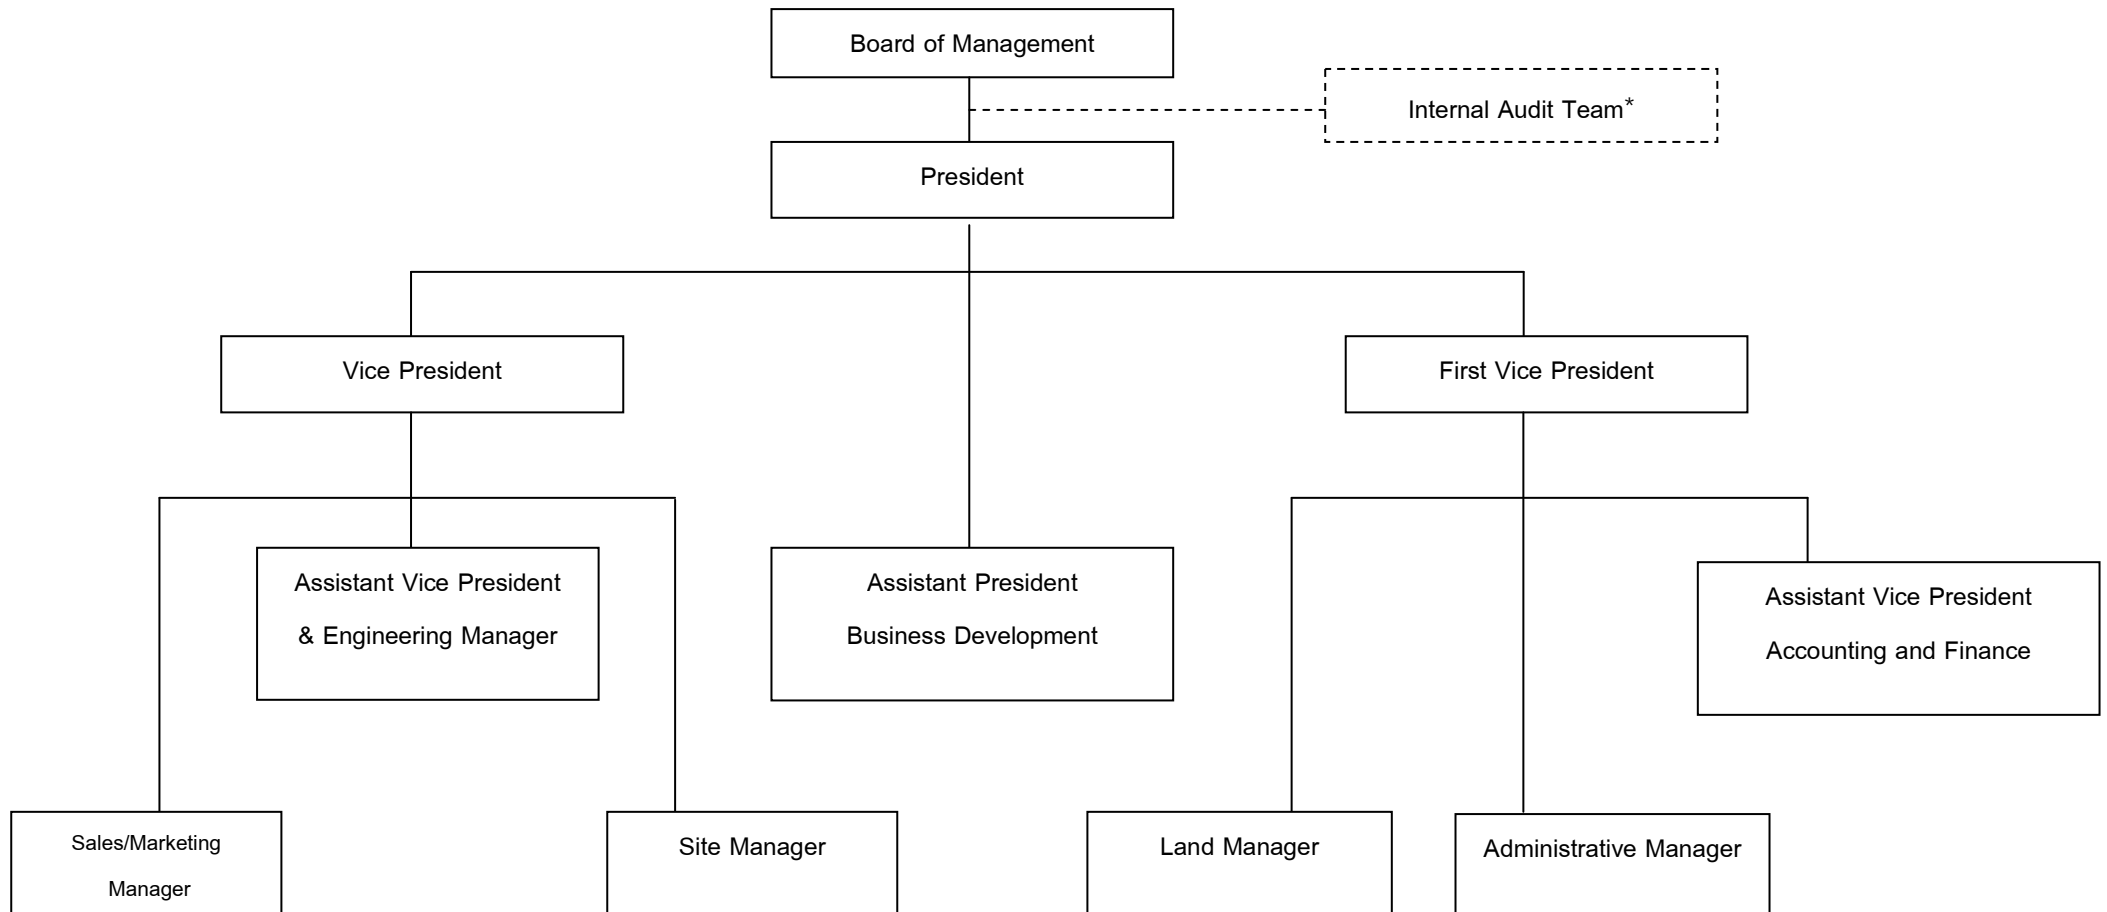 Board of Management
Internal Audit Team*
President
Vice President
First Vice President
Assistant Vice President
& Engineering Manager
Assistant President
Business Development
Assistant Vice President
Accounting and Finance
Sales/Marketing
Manager
Site Manager
Land Manager
Administrative Manager